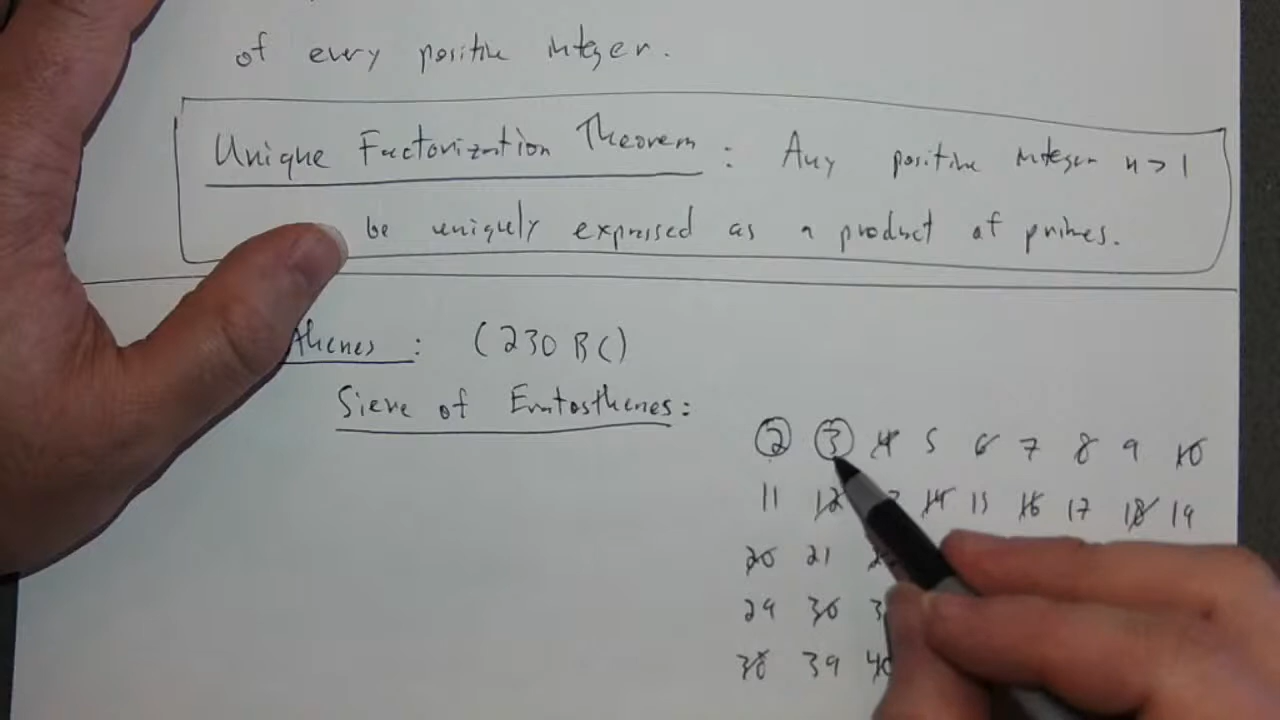 of every positive integer.
Unique Factorization Theorem : Any positive integer n > 1
be uniquely expressed as a product of primes.
thenes : (230 BC)
Sieve of Eratosthenes :
2 3 4 5 6 7 8 9 10
11 12 14 15 16 17 18 19
20 21
29 30
38 39